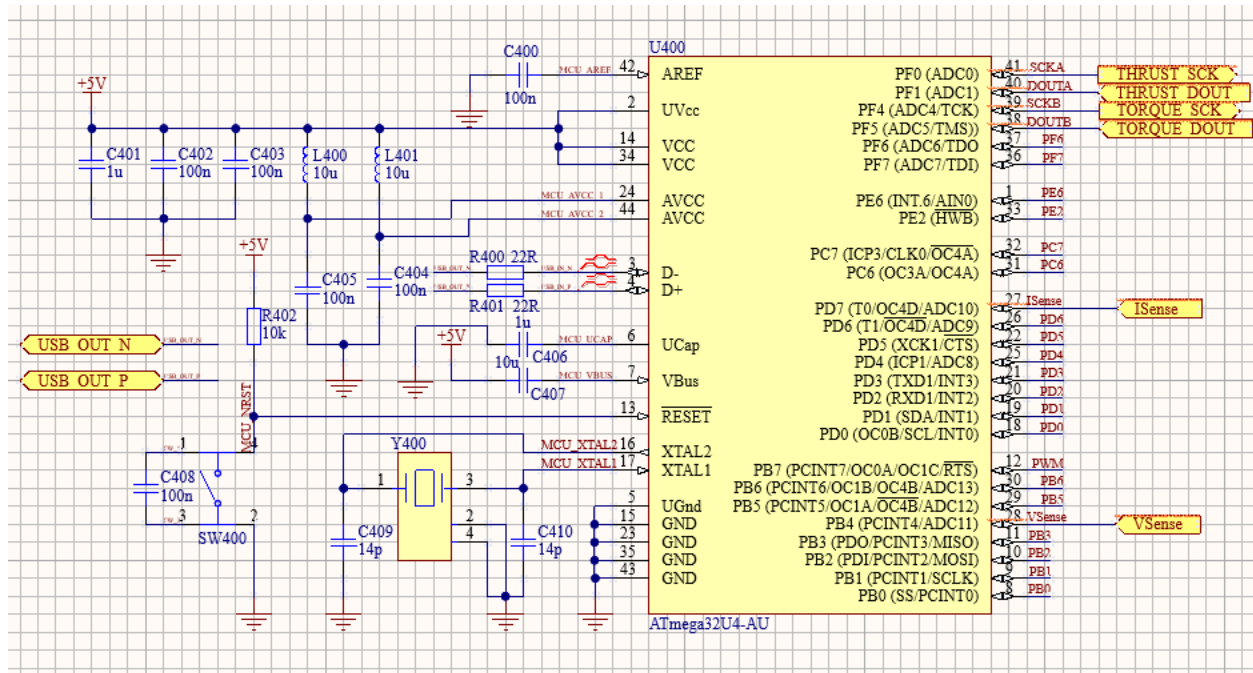 U400
C400
100n
MCU_AREF 42 AREF
+5V
2 UVcc
14 VCC
34 VCC
C401
1u
C402
100n
C403
100n
L400
10u
L401
10u
MCU_AVCC_1 24 AVCC
MCU_AVCC_2 44 AVCC
+5V
R400 22R
USB_OUT_N USB_IN_N 3 D-
USB_IN_P 4 D+
R401 22R
C405
100n
C404
100n
R402
10k
1u
C406
MCU_UCAP 6 UCap
+5V
10u
C407
MCU_VBUS 7 VBus
USB_OUT_N USB_OUT_N
USB_OUT_P USB_OUT_P
MCU_NRST
13 RESET
MCU_XTAL2 16 XTAL2
MCU_XTAL1 17 XTAL1
Y400
1 3
2
4
1 4
C408
100n
3 2
SW400
C409
14p
C410
14p
5 UGnd
15 GND
23 GND
35 GND
43 GND
ATmega32U4-AU
PF0 (ADC0) 41 SCKA THRUST_SCK
PF1 (ADC1) 40 DOUTA THRUST_DOUT
PF4 (ADC4/TCK) 39 SCKB TORQUE_SCK
PF5 (ADC5/TMS)) 38 DOUTB TORQUE_DOUT
PF6 (ADC6/TDO 37 PF6
PF7 (ADC7/TDI) 36 PF7
PE6 (INT.6/AIN0) 1 PE6
PE2 (HWB) 33 PE2
PC7 (ICP3/CLK0/OC4A) 32 PC7
PC6 (OC3A/OC4A) 31 PC6
PD7 (T0/OC4D/ADC10) 27 ISense ISense
PD6 (T1/OC4D/ADC9) 26 PD6
PD5 (XCK1/CTS) 22 PD5
PD4 (ICP1/ADC8) 25 PD4
PD3 (TXD1/INT3) 21 PD3
PD2 (RXD1/INT2) 20 PD2
PD1 (SDA/INT1) 19 PD1
PD0 (OC0B/SCL/INT0) 18 PD0
PB7 (PCINT7/OC0A/OC1C/RTS) 12 PWM
PB6 (PCINT6/OC1B/OC4B/ADC13) 30 PB6
PB5 (PCINT5/OC1A/OC4B/ADC12) 29 PB5
PB4 (PCINT4/ADC11) 28 VSense VSense
PB3 (PDO/PCINT3/MISO) 11 PB3
PB2 (PDI/PCINT2/MOSI) 10 PB2
PB1 (PCINT1/SCLK) 9 PB1
PB0 (SS/PCINT0) 8 PB0